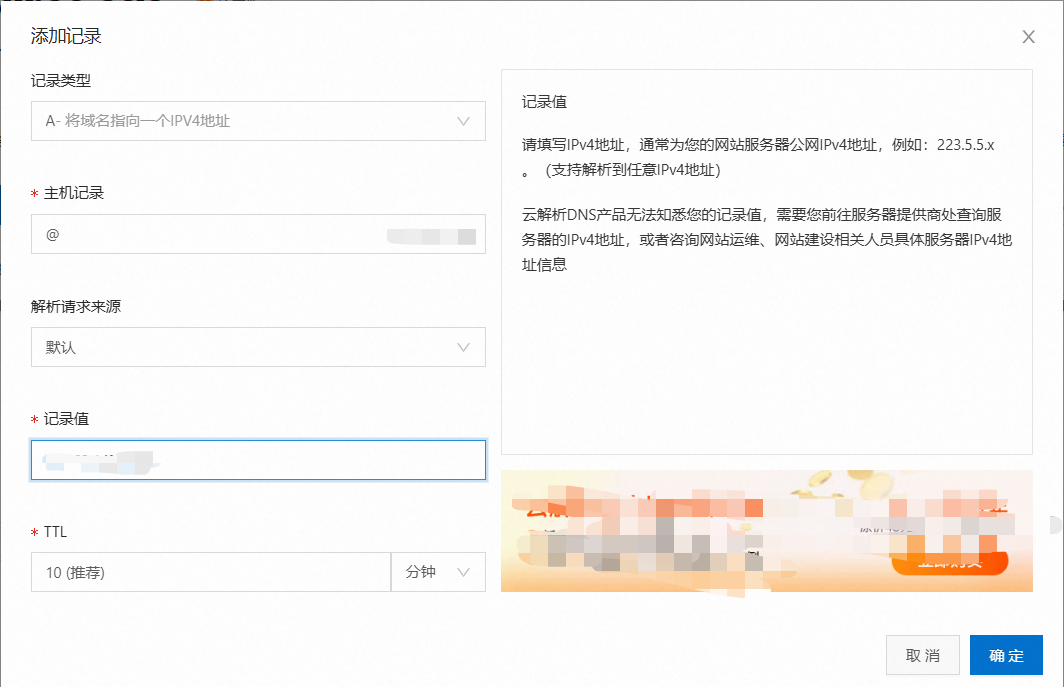 添加记录
记录类型
A- 将域名指向一个IPV4地址
* 主机记录
@
解析请求来源
默认
* 记录值
* TTL
10 (推荐)
分钟
记录值
请填写IPv4地址，通常为您的网站服务器公网IPv4地址，例如：223.5.5.x
。（支持解析到任意IPv4地址)
云解析DNS产品无法知悉您的记录值，需要您前往服务器提供商处查询服
务器的IPv4地址，或者咨询网站运维、网站建设相关人员具体服务器IPv4地
址信息
取 消
确 定